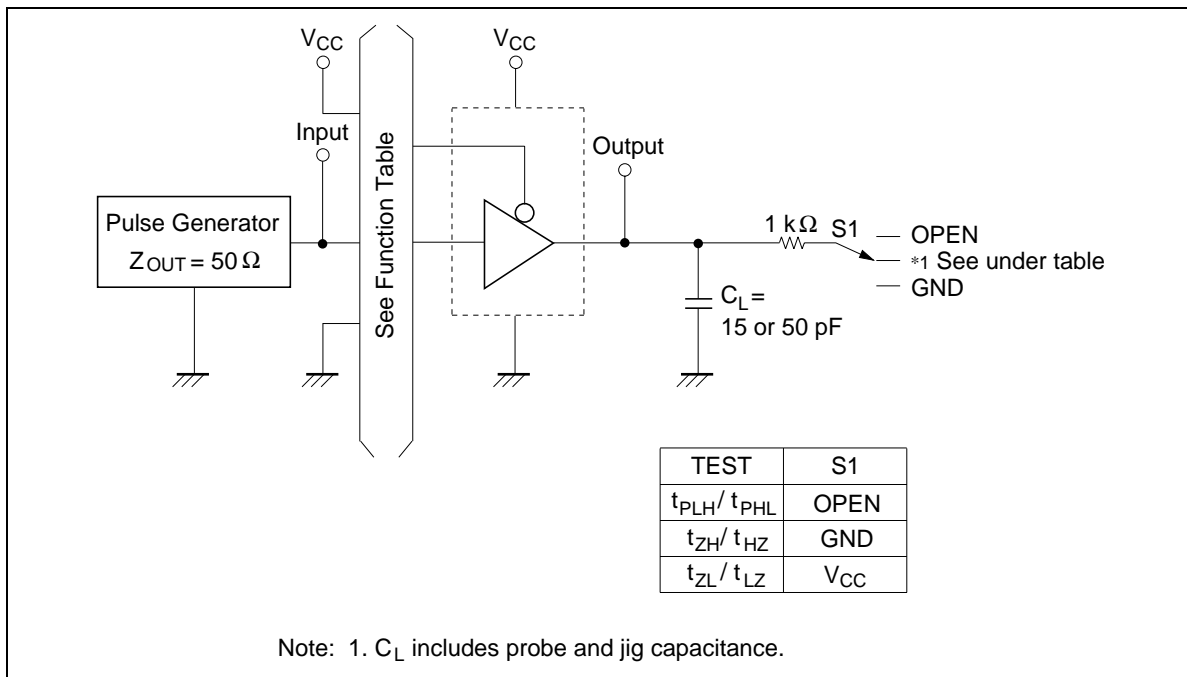 VCC
VCC
Input
Output
See Function Table
Pulse Generator
ZOUT = 50 Ω
1 kΩ
S1
OPEN
*1 See under table
GND
CL =
15 or 50 pF
TEST S1
tPLH / tPHL OPEN
tZH / tHZ GND
tZL / tLZ VCC
Note: 1. CL includes probe and jig capacitance.